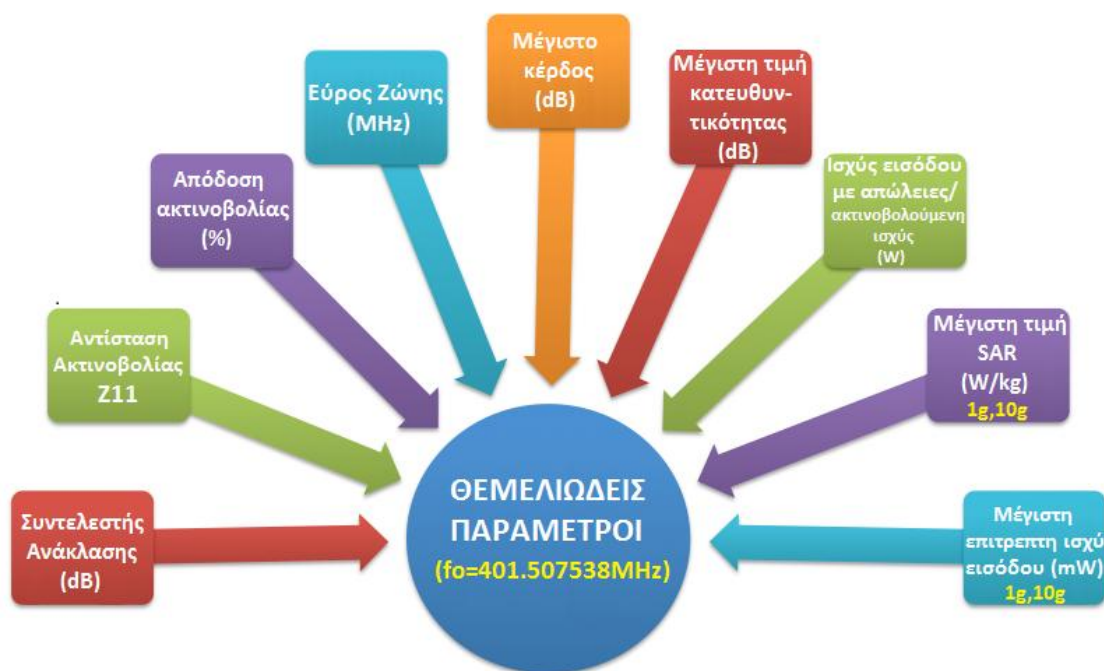 Μέγιστο
κέρδος
(dB)
Εύρος Ζώνης
(MHz)
Μέγιστη τιμή
κατευθυν-
τικότητας
(dB)
Απόδοση
ακτινοβολίας
(%)
Ισχύς εισόδου
με απώλειες/
ακτινοβολούμενη
ισχύς
(W)
Αντίσταση
Ακτινοβολίας
Z11
Μέγιστη τιμή
SAR
(W/kg)
1g,10g
Συντελεστής
Ανάκλασης
(dB)
ΘΕΜΕΛΙΩΔΕΙΣ
ΠΑΡΑΜΕΤΡΟΙ
(fo=401.507538MHz)
Μέγιστη
επιτρεπτη ισχύ
εισόδου (mW)
1g,10g